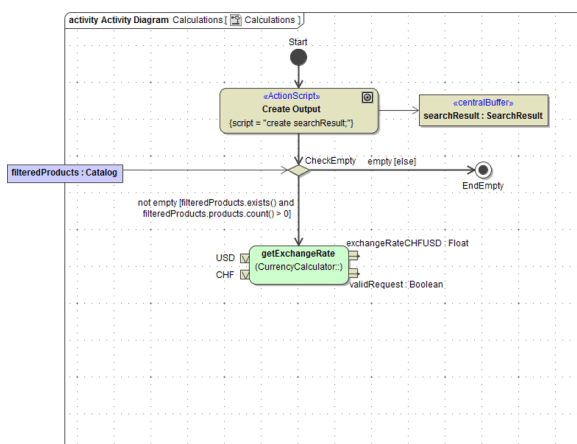 activity Activity Diagram Calculations [ Calculations ]
Start
«ActionScript»
Create Output
{script = "create searchResult;"}
«centralBuffer»
searchResult : SearchResult
filteredProducts : Catalog
CheckEmpty
empty [else]
EndEmpty
not empty [filteredProducts.exists() and
filteredProducts.products.count() > 0]
getExchangeRate
(CurrencyCalculator::)
USD
CHF
exchangeRateCHFUSD : Float
validRequest : Boolean